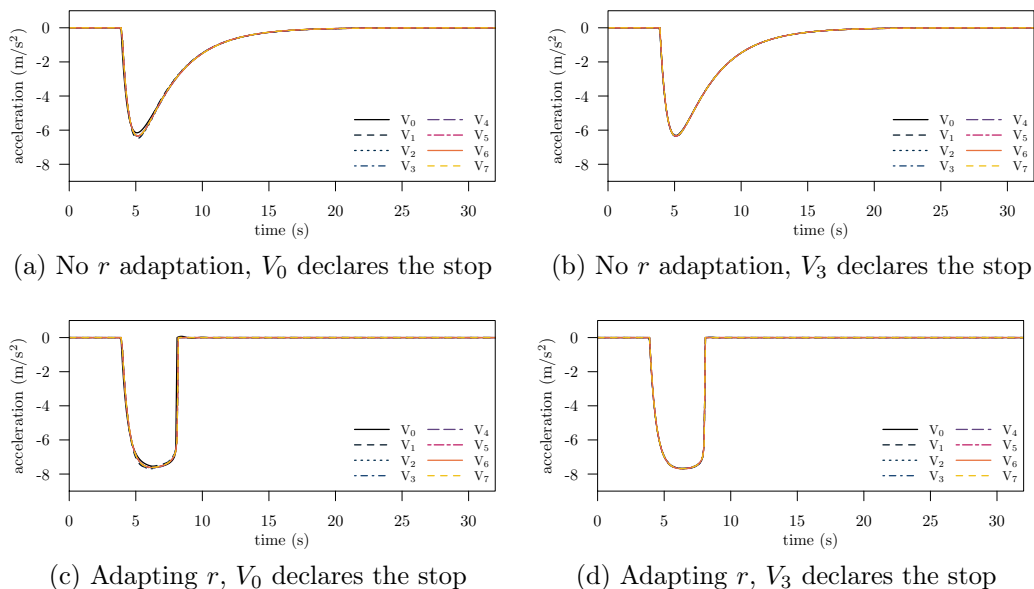 0
-2
-4
-6
-8
acceleration (m/s²)
V₀
V₁
V₂
V₃
V₄
V₅
V₆
V₇
0 5 10 15 20 25 30
time (s)
(a) No r adaptation, V₀ declares the stop
0
-2
-4
-6
-8
acceleration (m/s²)
V₀
V₁
V₂
V₃
V₄
V₅
V₆
V₇
0 5 10 15 20 25 30
time (s)
(b) No r adaptation, V₃ declares the stop
0
-2
-4
-6
-8
acceleration (m/s²)
V₀
V₁
V₂
V₃
V₄
V₅
V₆
V₇
0 5 10 15 20 25 30
time (s)
(c) Adapting r, V₀ declares the stop
0
-2
-4
-6
-8
acceleration (m/s²)
V₀
V₁
V₂
V₃
V₄
V₅
V₆
V₇
0 5 10 15 20 25 30
time (s)
(d) Adapting r, V₃ declares the stop